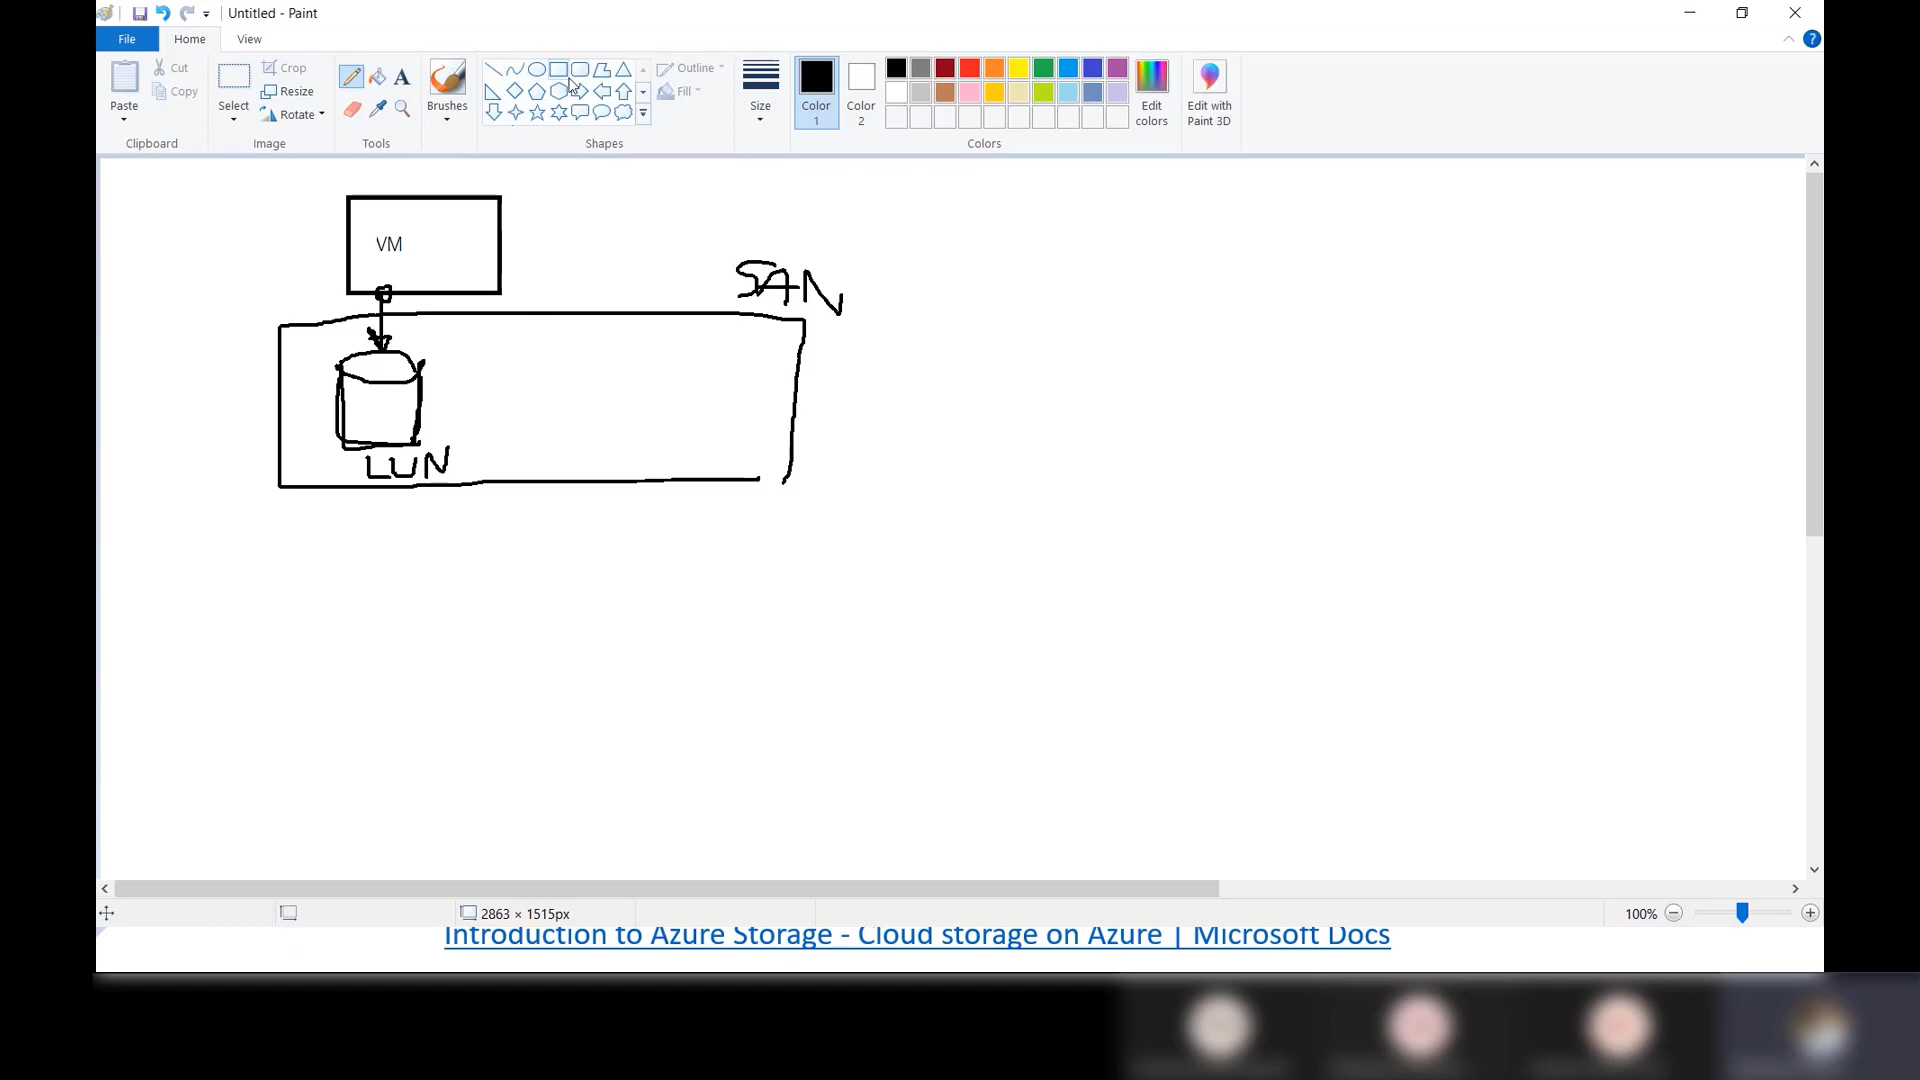 Untitled - Paint
File Home View
Paste
Cut
Copy
Clipboard
Select
Crop
Resize
Rotate
Image
Tools
Brushes
Shapes
Outline
Fill
Size
Color 1
Color 2
Colors
Edit colors
Edit with Paint 3D
VM
SAN
LUN
2863 × 1515px
100%
Introduction to Azure Storage - Cloud storage on Azure | Microsoft Docs